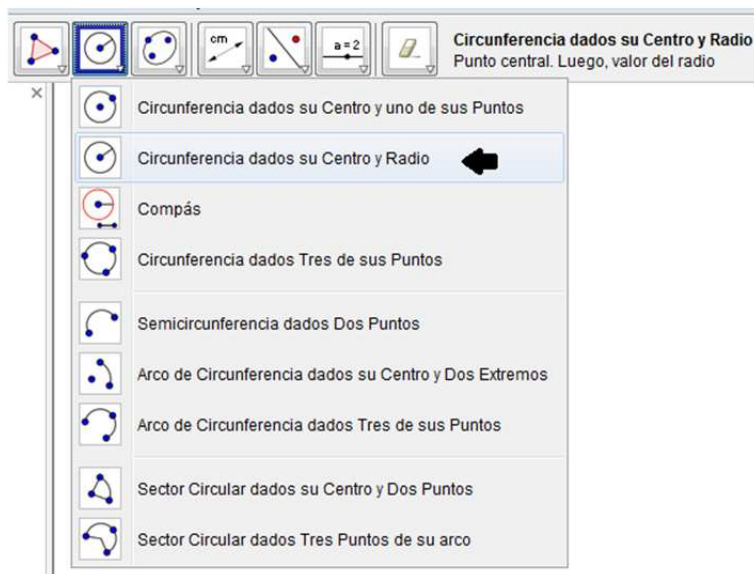 cm
a = 2
Circunferencia dados su Centro y Radio
Punto central. Luego, valor del radio
×
Circunferencia dados su Centro y uno de sus Puntos
Circunferencia dados su Centro y Radio
Compás
Circunferencia dados Tres de sus Puntos
Semicircunferencia dados Dos Puntos
Arco de Circunferencia dados su Centro y Dos Extremos
Arco de Circunferencia dados Tres de sus Puntos
Sector Circular dados su Centro y Dos Puntos
Sector Circular dados Tres Puntos de su arco